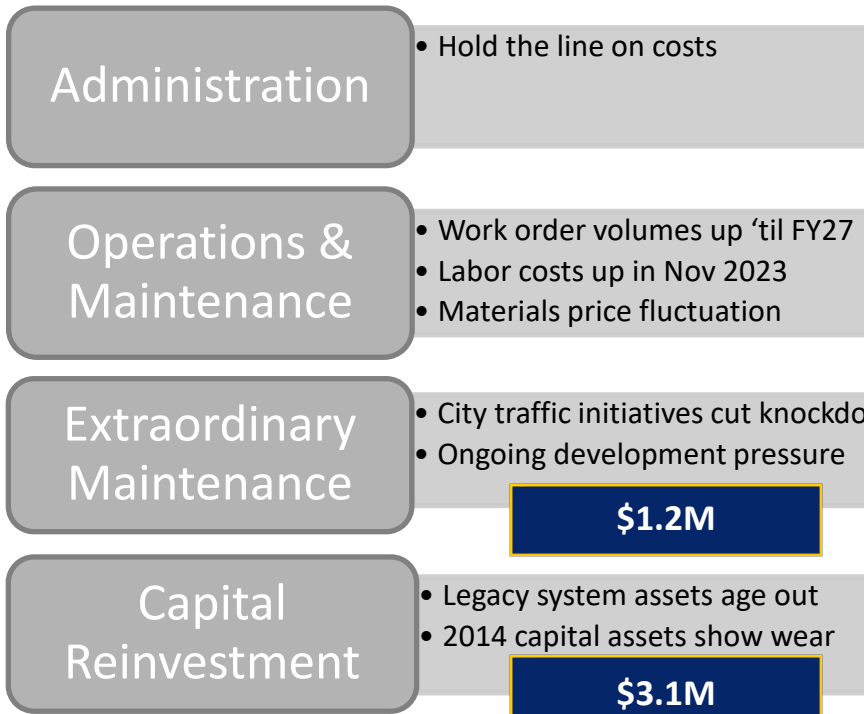 Administration
• Hold the line on costs
Operations &
Maintenance
• Work order volumes up ‘til FY27
• Labor costs up in Nov 2023
• Materials price fluctuation
Extraordinary
Maintenance
• City traffic initiatives cut
• Ongoing development pressure
$1.2M
Capital
Reinvestment
• Legacy system assets age out
• 2014 capital assets show wear
$3.1M